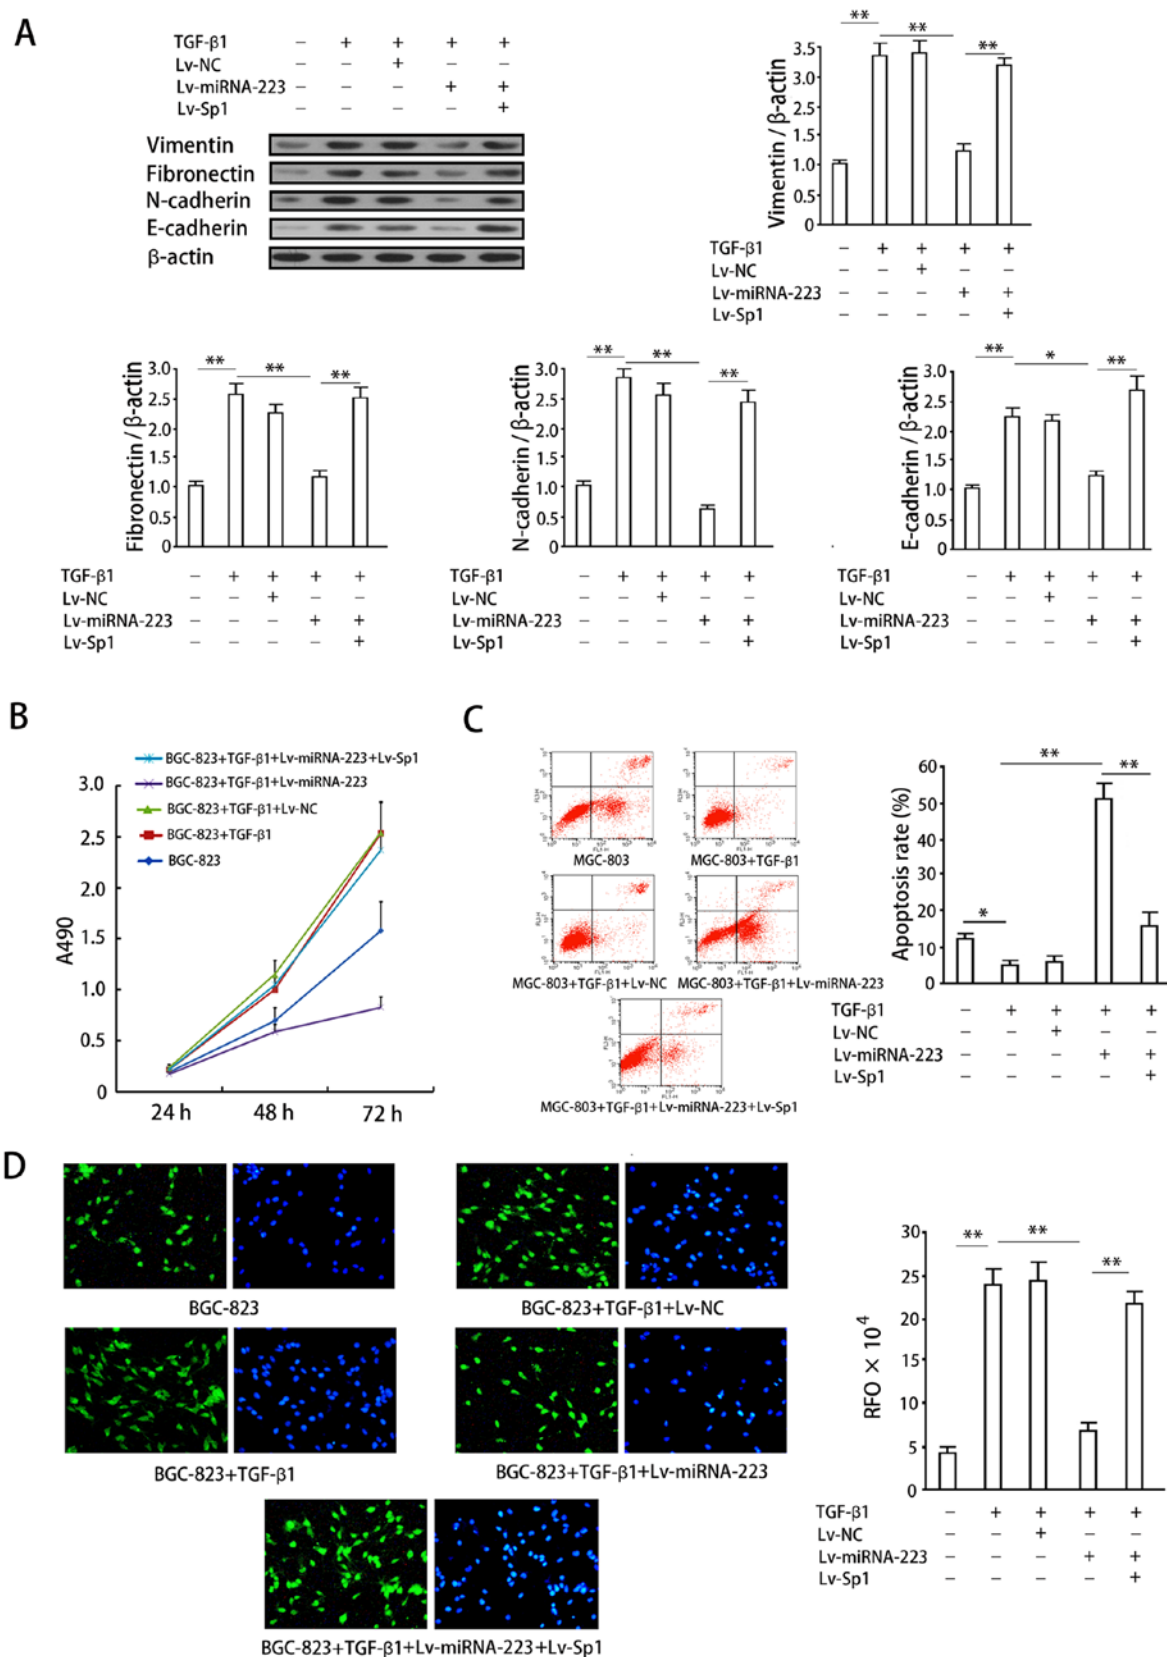 A
TGF-β1 – + + + +
Lv-NC – – + – –
Lv-miRNA-223 – – – + +
Lv-Sp1 – – – – +
Vimentin
Fibronectin
N-cadherin
E-cadherin
β-actin
** ** **
Vimentin / β-actin
3.5
3.0
2.5
1.5
1.0
0.5
0
TGF-β1 – + + + +
Lv-NC – – + – –
Lv-miRNA-223 – – – + +
Lv-Sp1 – – – – +
** ** **
Fibronectin / β-actin
3.0
2.5
2.0
1.0
0.5
0
TGF-β1 – + + + +
Lv-NC – – + – –
Lv-miRNA-223 – – – + +
Lv-Sp1 – – – – +
** ** **
N-cadherin / β-actin
3.0
2.5
2.0
1.0
0.5
0
TGF-β1 – + + + +
Lv-NC – – + – –
Lv-miRNA-223 – – – + +
Lv-Sp1 – – – – +
** * **
E-cadherin / β-actin
3.0
2.5
2.0
1.0
0.5
0
TGF-β1 – + + + +
Lv-NC – – + – –
Lv-miRNA-223 – – – + +
Lv-Sp1 – – – – +
B
BGC-823+TGF-β1+Lv-miRNA-223+Lv-Sp1
BGC-823+TGF-β1+Lv-miRNA-223
BGC-823+TGF-β1+Lv-NC
BGC-823+TGF-β1
BGC-823
A490
3.0
2.5
2.0
1.5
1.0
0.5
0
24 h 48 h 72 h
C
MGC-803 MGC-803+TGF-β1
MGC-803+TGF-β1+Lv-NC MGC-803+TGF-β1+Lv-miRNA-223
MGC-803+TGF-β1+Lv-miRNA-223+Lv-Sp1
* ** **
Apoptosis rate (%)
60
50
40
30
20
10
0
TGF-β1 – + + + +
Lv-NC – – + – –
Lv-miRNA-223 – – – + +
Lv-Sp1 – – – – +
D
BGC-823 BGC-823+TGF-β1+Lv-NC
BGC-823+TGF-β1 BGC-823+TGF-β1+Lv-miRNA-223
BGC-823+TGF-β1+Lv-miRNA-223+Lv-Sp1
** ** **
RFO × 10⁴
30
25
20
15
10
5
0
TGF-β1 – + + + +
Lv-NC – – + – –
Lv-miRNA-223 – – – + +
Lv-Sp1 – – – – +